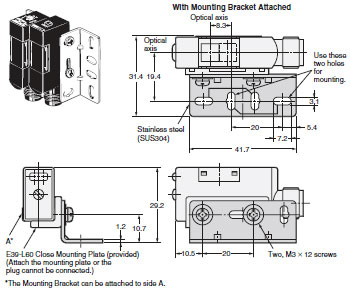 With Mounting Bracket Attached
Optical axis
8.3
Optical
axis
31.4
19.4
Use these
two holes
for
mounting.
3.1
Stainless steel
(SUS304)
20
5.4
7.2
41.7
29.2
1.2
10.7
A*
E39-L60 Close Mounting Plate (provided)
(Attach the mounting plate or the
plug cannot be connected.)
10.5
20
Two, M3 × 12 screws
*The Mounting Bracket can be attached to side A.